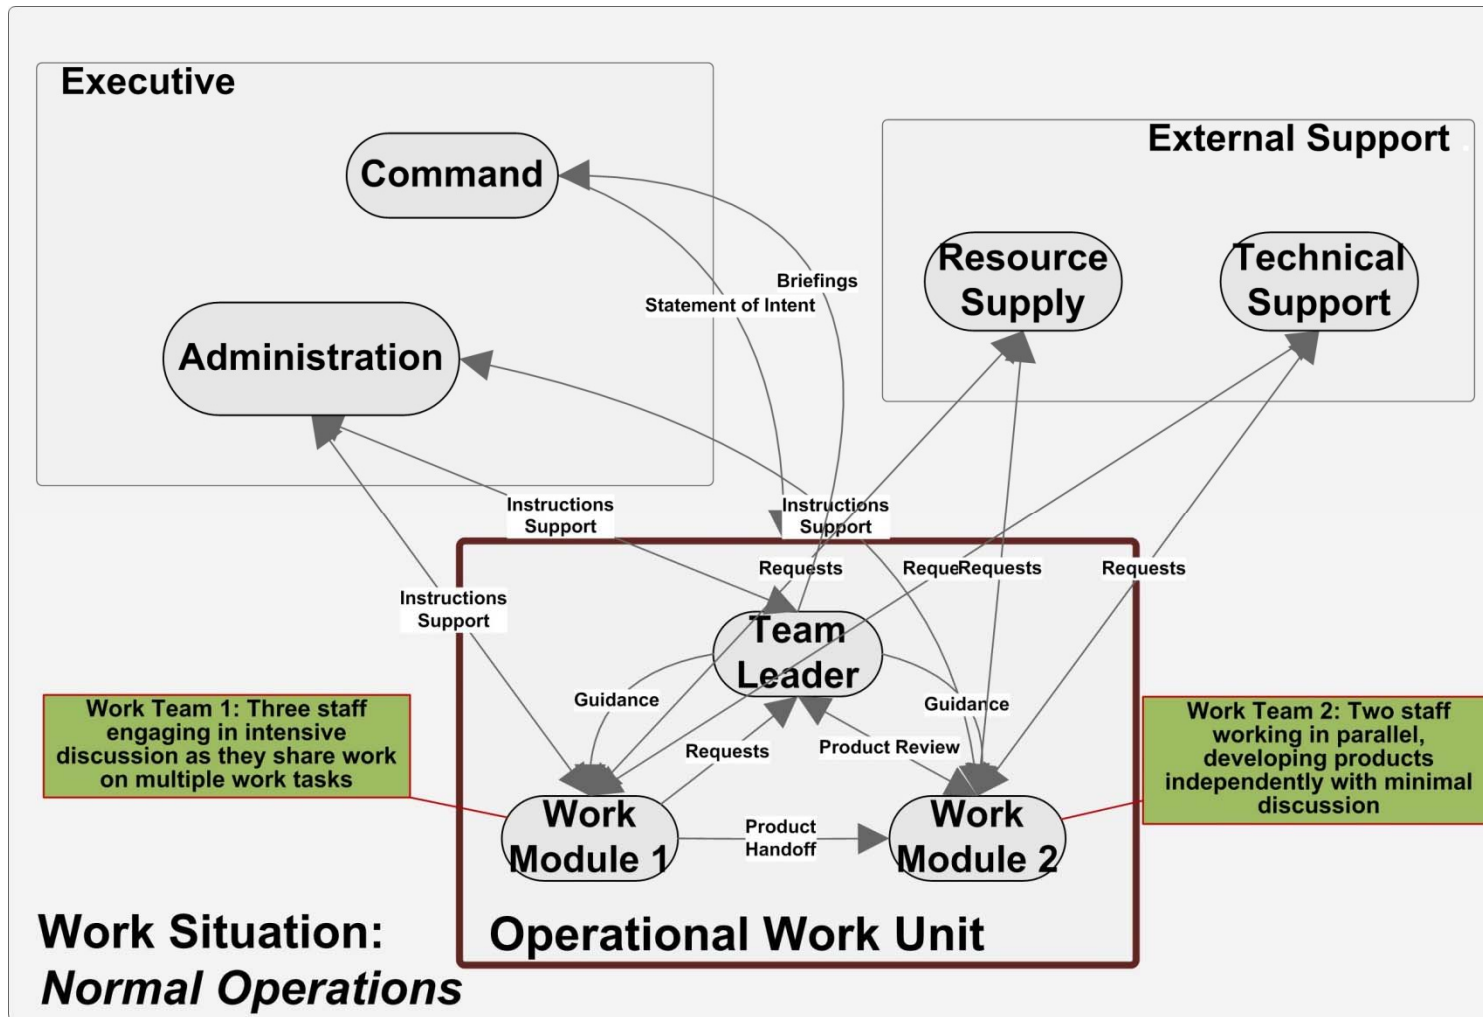 Executive
External Support
Command
Resource
Supply
Technical
Support
Briefings
Statement of Intent
Administration
Instructions
Support
Instructions
Support
Requests
Reque
Requests
Requests
Instructions
Support
Team
Leader
Guidance
Guidance
Work Team 1: Three staff
engaging in intensive
discussion as they share work
on multiple work tasks
Work Team 2: Two staff
working in parallel,
developing products
independently with minimal
discussion
Requests
Product Review
Work
Module 1
Product
Handoff
Work
Module 2
Work Situation:
Normal Operations
Operational Work Unit